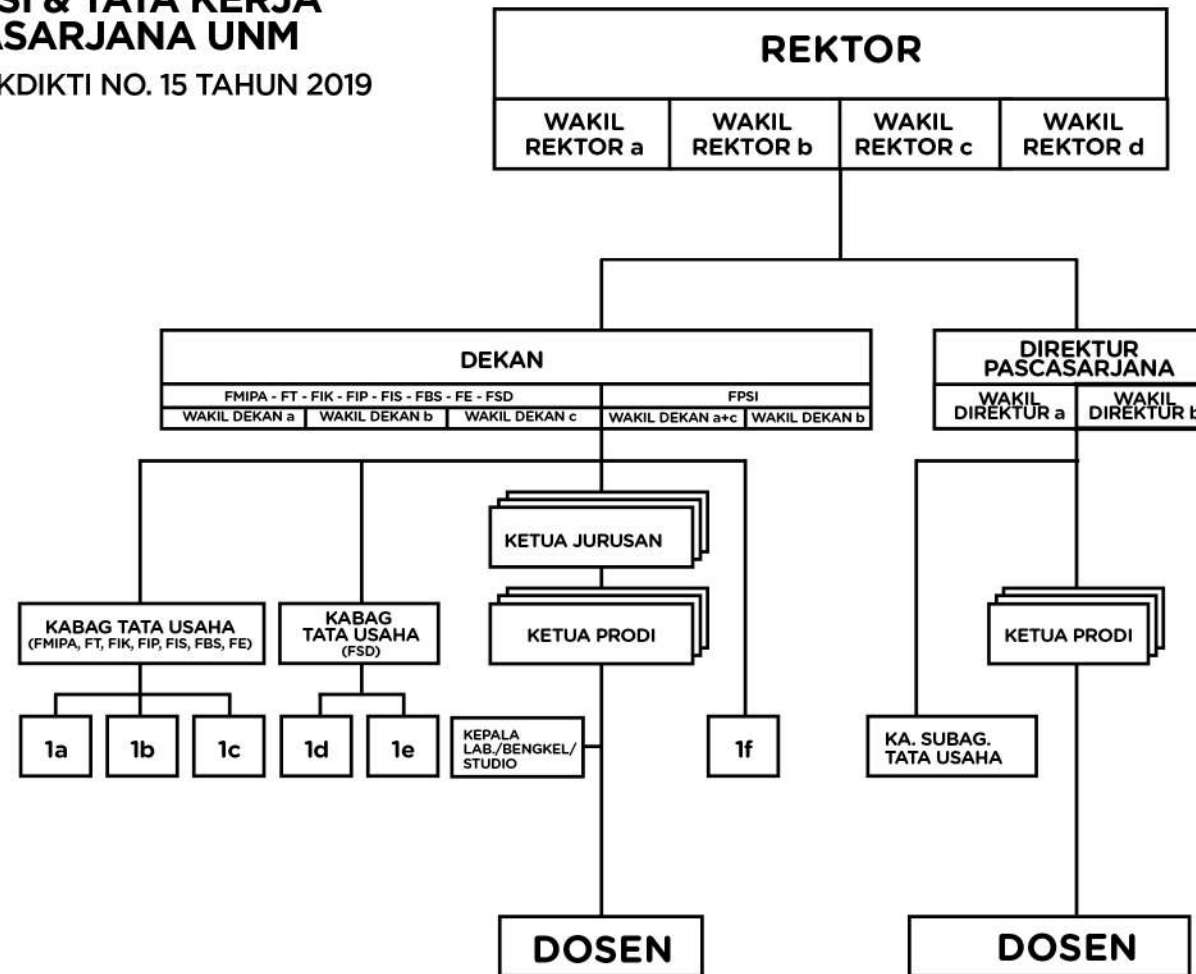 SI & TATA KERJA
ASARJANA UNM
KDIKTI NO. 15 TAHUN 2019
REKTOR
WAKIL
REKTOR a
WAKIL
REKTOR b
WAKIL
REKTOR c
WAKIL
REKTOR d
DEKAN
FMIPA - FT - FIK - FIP - FIS - FBS - FE - FSD
FPSI
WAKIL DEKAN a
WAKIL DEKAN b
WAKIL DEKAN c
WAKIL DEKAN a+c
WAKIL DEKAN b
DIREKTUR
PASCASARJANA
WAKIL
DIREKTUR a
WAKIL
DIREKTUR b
KETUA JURUSAN
KABAG TATA USAHA
(FMIPA, FT, FIK, FIP, FIS, FBS, FE)
KABAG
TATA USAHA
(FSD)
KETUA PRODI
KETUA PRODI
1a
1b
1c
1d
1e
KEPALA
LAB./BENGKEL/
STUDIO
1f
KA. SUBAG.
TATA USAHA
DOSEN
DOSEN